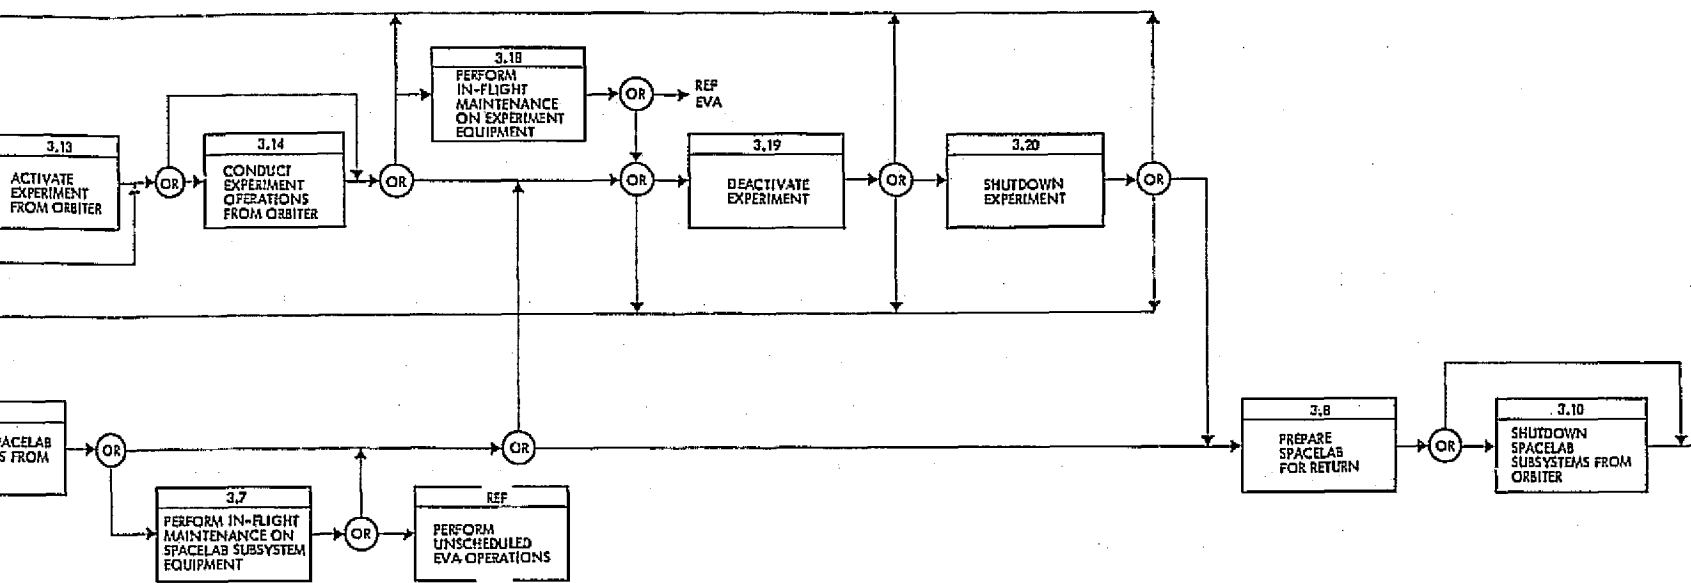 3.18
PERFORM
IN-FLIGHT
MAINTENANCE
ON EXPERIMENT
EQUIPMENT
OR
REF
EVA
3.13
ACTIVATE
EXPERIMENT
FROM ORBITER
OR
3.14
CONDUCT
EXPERIMENT
OPERATIONS
FROM ORBITER
OR
OR
3.19
DEACTIVATE
EXPERIMENT
OR
3.20
SHUTDOWN
EXPERIMENT
OR
PACELAB
S FROM
OR
OR
3.8
PREPARE
SPACELAB
FOR RETURN
OR
3.10
SHUTDOWN
SPACELAB
SUBSYSTEMS FROM
ORBITER
3.7
PERFORM IN-FLIGHT
MAINTENANCE ON
SPACELAB SUBSYSTEM
EQUIPMENT
OR
REF
PERFORM
UNSCHEDULED
EVA OPERATIONS